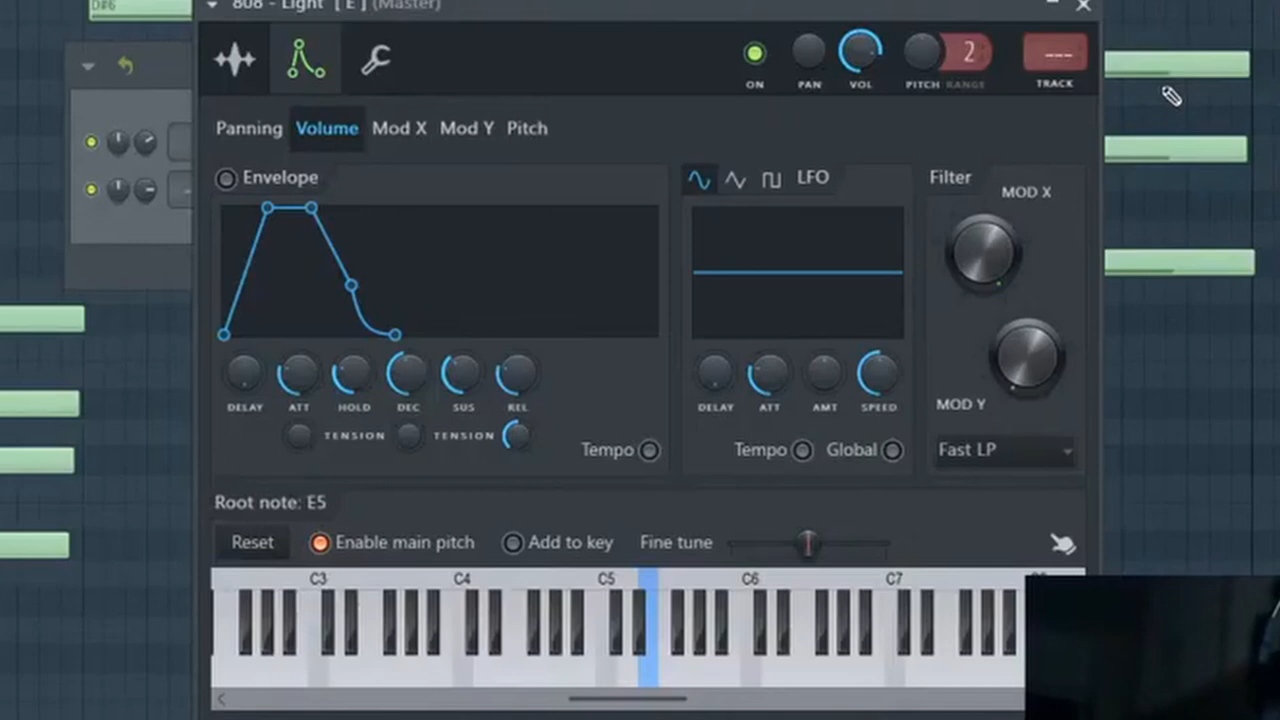 D#6
808 - Light [ E ] (Master)
2
---
ON PAN VOL PITCH RANGE TRACK
Panning Volume Mod X Mod Y Pitch
Envelope
LFO
Filter
MOD X
DELAY ATT HOLD DEC SUS REL
DELAY ATT AMT SPEED
MOD Y
TENSION TENSION
Tempo
Tempo Global
Fast LP
Root note: E5
Reset Enable main pitch Add to key Fine tune
C3 C4 C5 C6 C7